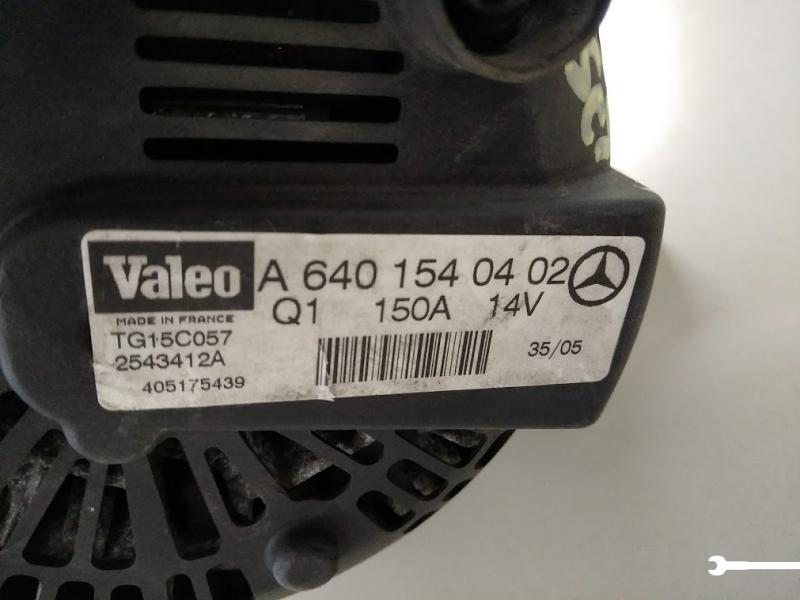 Valeo A 640 154 04 02
Q1 150A 14V
MADE IN FRANCE
TG15C057
2543412A
405175439
35/05